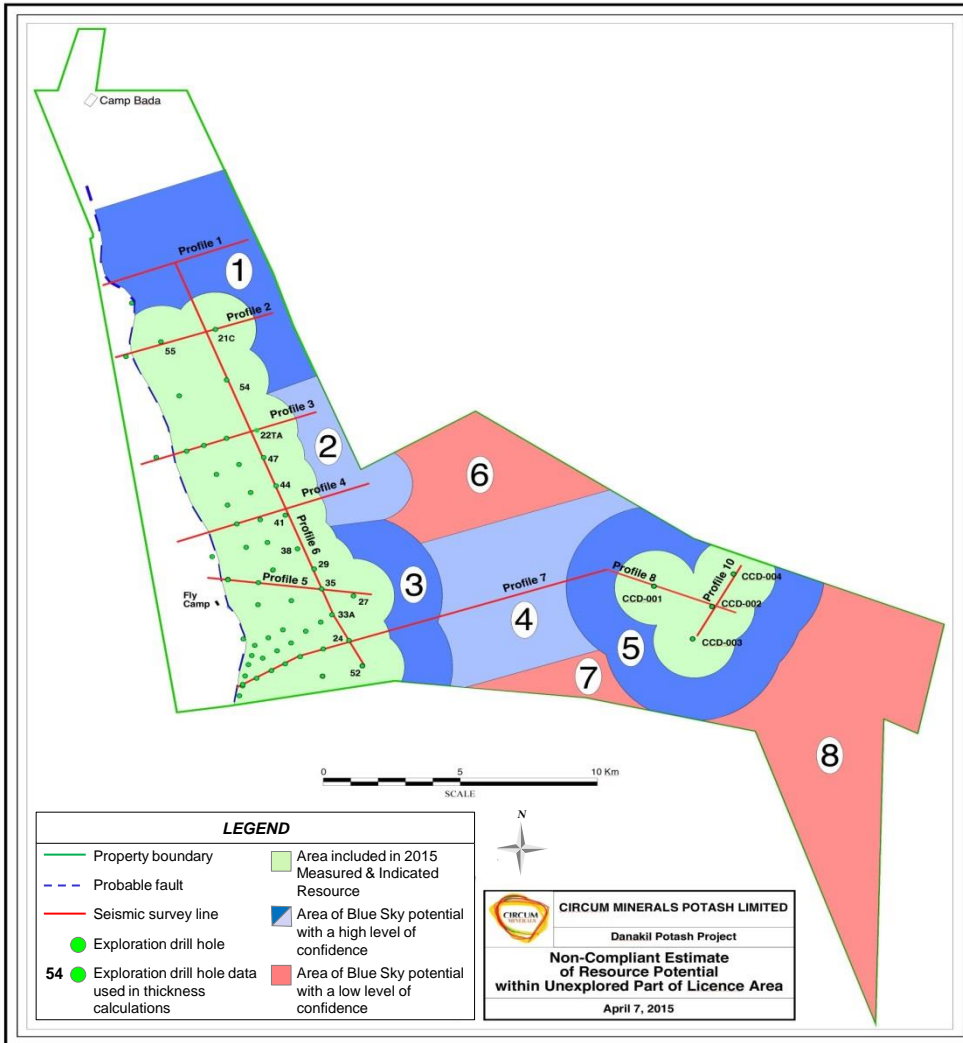 Camp Bada
Profile 1
1
Profile 2
21C
55
54
Profile 3
22TA
2
47
44
Profile 4
41
6
Profile 6
38
29
Profile 5
35
3
27
Fly
Camp
33A
24
52
Profile 7
4
Profile 8
Profile 10
CCD-004
CCD-001
CCD-002
CCD-003
5
7
8
0 5 10 Km
SCALE
LEGEND
Property boundary
Probable fault
Seismic survey line
Exploration drill hole
54 Exploration drill hole data
used in thickness
calculations
Area included in 2015
Measured & Indicated
Resource
Area of Blue Sky potential
with a high level of
confidence
Area of Blue Sky potential
with a low level of
confidence
N
CIRCUM
MINERALS
CIRCUM MINERALS POTASH LIMITED
Danakil Potash Project
Non-Compliant Estimate
of Resource Potential
within Unexplored Part of Licence Area
April 7, 2015